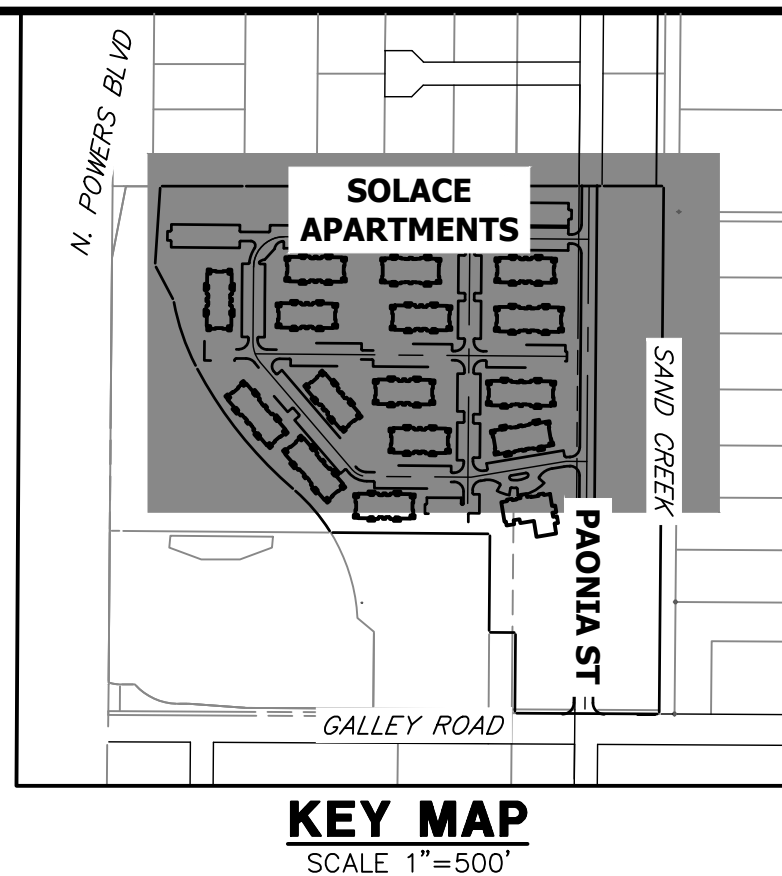 N. POWERS BLVD
SOLACE
APARTMENTS
SAND CREEK
PAONIA ST
GALLEY ROAD
KEY MAP
SCALE 1"=500'